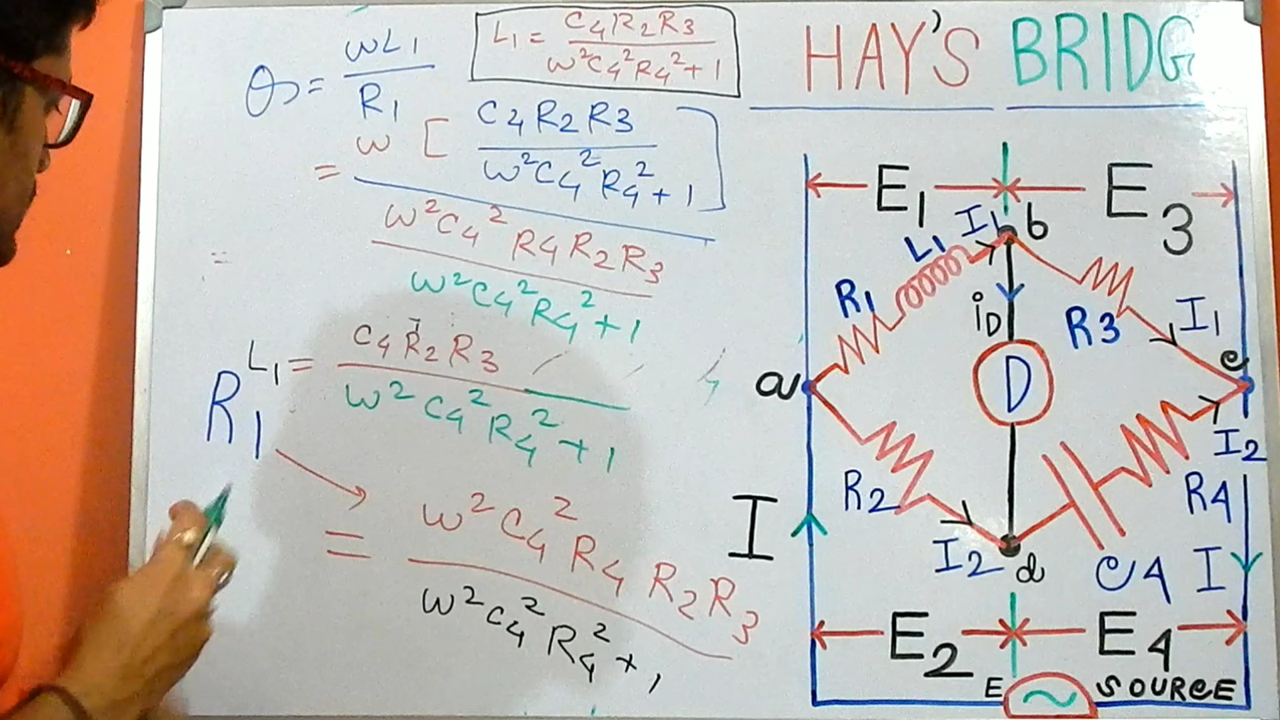 HAY'S BRIDG
L₁ = C₄R₂R₃ / ω²C₄²R₄²+1
Q = ωL₁ / R₁
= ω [ C₄R₂R₃ / ω²C₄²R₄²+1 ]
ω²C₄²R₄R₂R₃ / ω²C₄²R₄²+1
=
L₁ = C₄R₂R₃ / ω²C₄²R₄²+1
R₁
= ω²C₄²R₄R₂R₃ / ω²C₄²R₄²+1
E₁ E₃
I₁ b
L₁
R₁ iD R3 I₁
a D c
I2
R2 R4
I
I2 d C4 I
E₂ E₄
E SOURCE